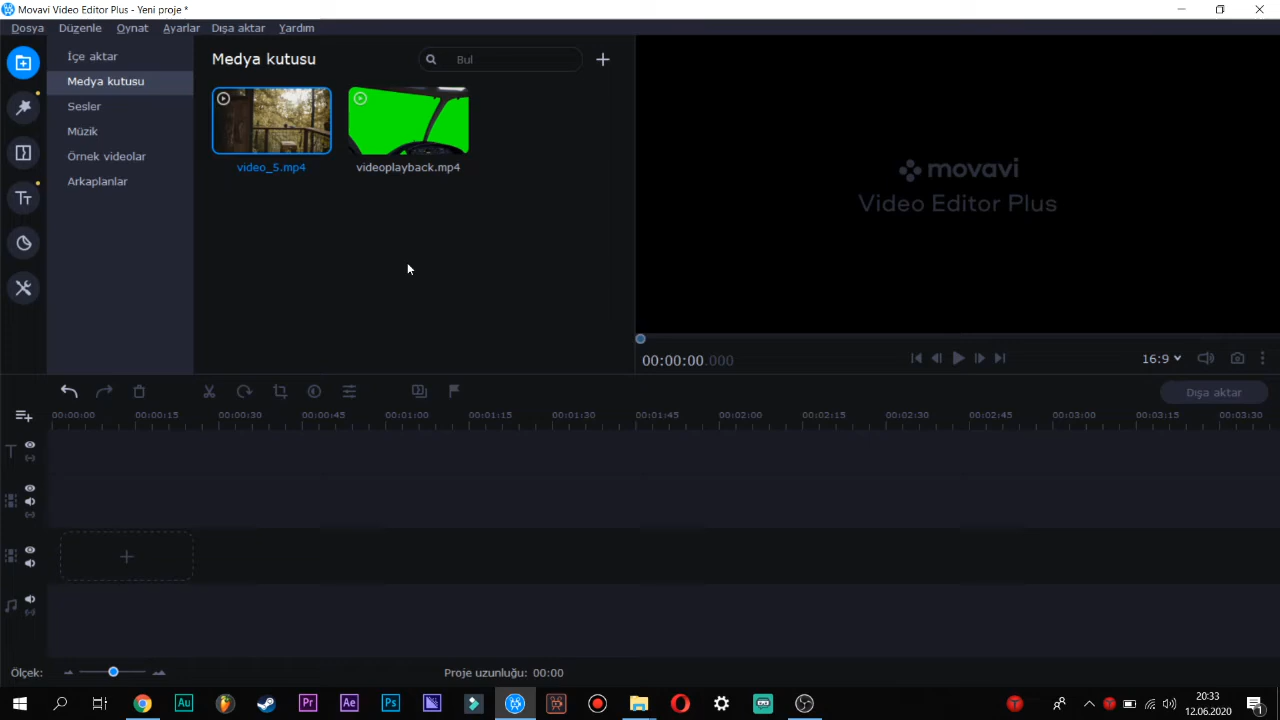 Movavi Video Editor Plus - Yeni proje *
Dosya Düzenle Oynat Ayarlar Dışa aktar Yardım
İçe aktar
Medya kutusu
Sesler
Müzik
Örnek videolar
Arkaplanlar
Medya kutusu
Bul
video_5.mp4
videoplayback.mp4
movavi
Video Editor Plus
00:00:00.000
16:9
Dışa aktar
00:00:00 00:00:15 00:00:30 00:00:45 00:01:00 00:01:15 00:01:30 00:01:45 00:02:00 00:02:15 00:02:30 00:02:45 00:03:00 00:03:15 00:03:30
Ölçek:
Proje uzunluğu: 00:00
Au Pr Ae Ps
20:33
12.06.2020
1